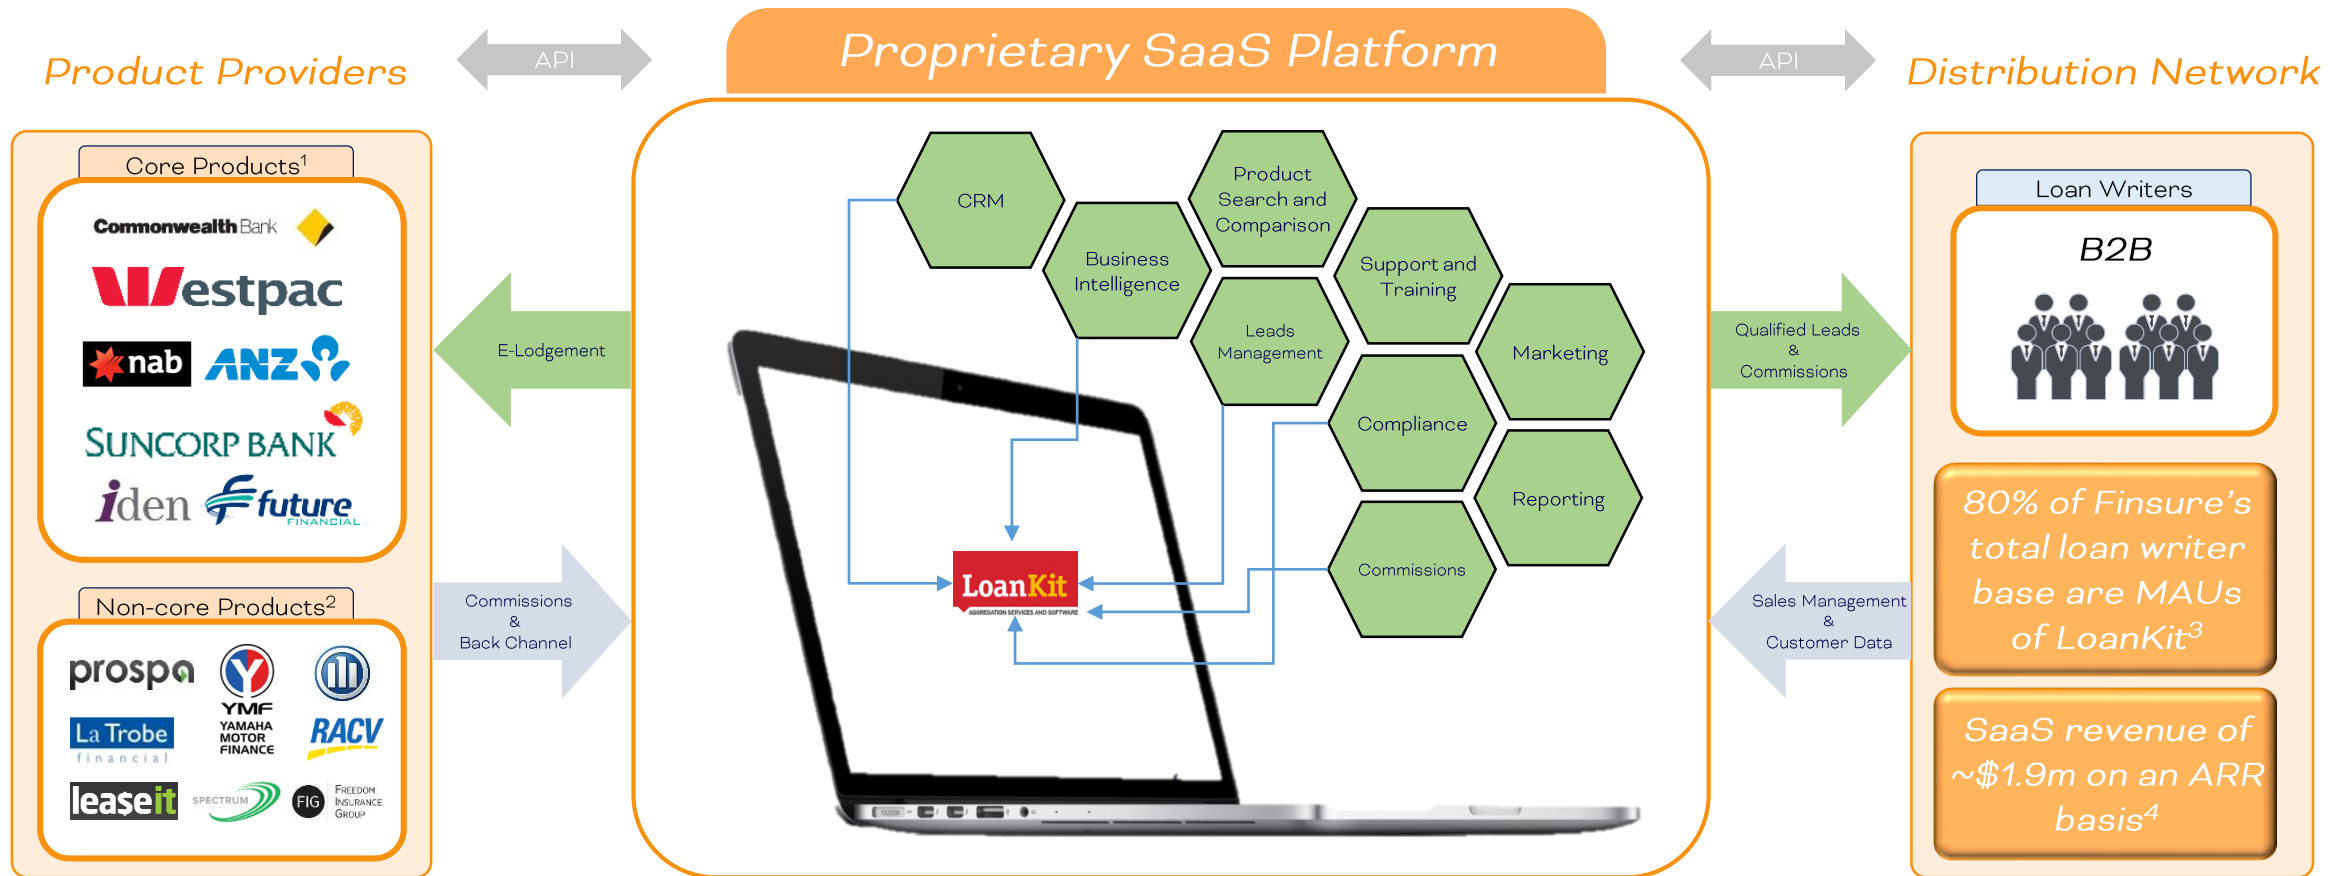 Product Providers
API
Proprietary SaaS Platform
API
Distribution Network
Core Products¹
CommonwealthBank
Westpac
nab
ANZ
SUNCORP BANK
iden
future
FINANCIAL
Non-core Products²
prospa
YMF
YAMAHA
MOTOR
FINANCE
La Trobe
financial
RACV
leaseit
SPECTRUM
FIG
FREEDOM
INSURANCE
GROUP
E-Lodgement
Commissions
&
Back Channel
CRM
Business
Intelligence
Product
Search and
Comparison
Leads
Management
Support and
Training
Marketing
Compliance
Reporting
Commissions
LoanKit
AGGREGATION SERVICES AND SOFTWARE
Qualified Leads
&
Commissions
Sales Management
&
Customer Data
Loan Writers
B2B
80% of Finsure's
total loan writer
base are MAUs
of LoanKit³
SaaS revenue of
~$1.9m on an ARR
basis⁴